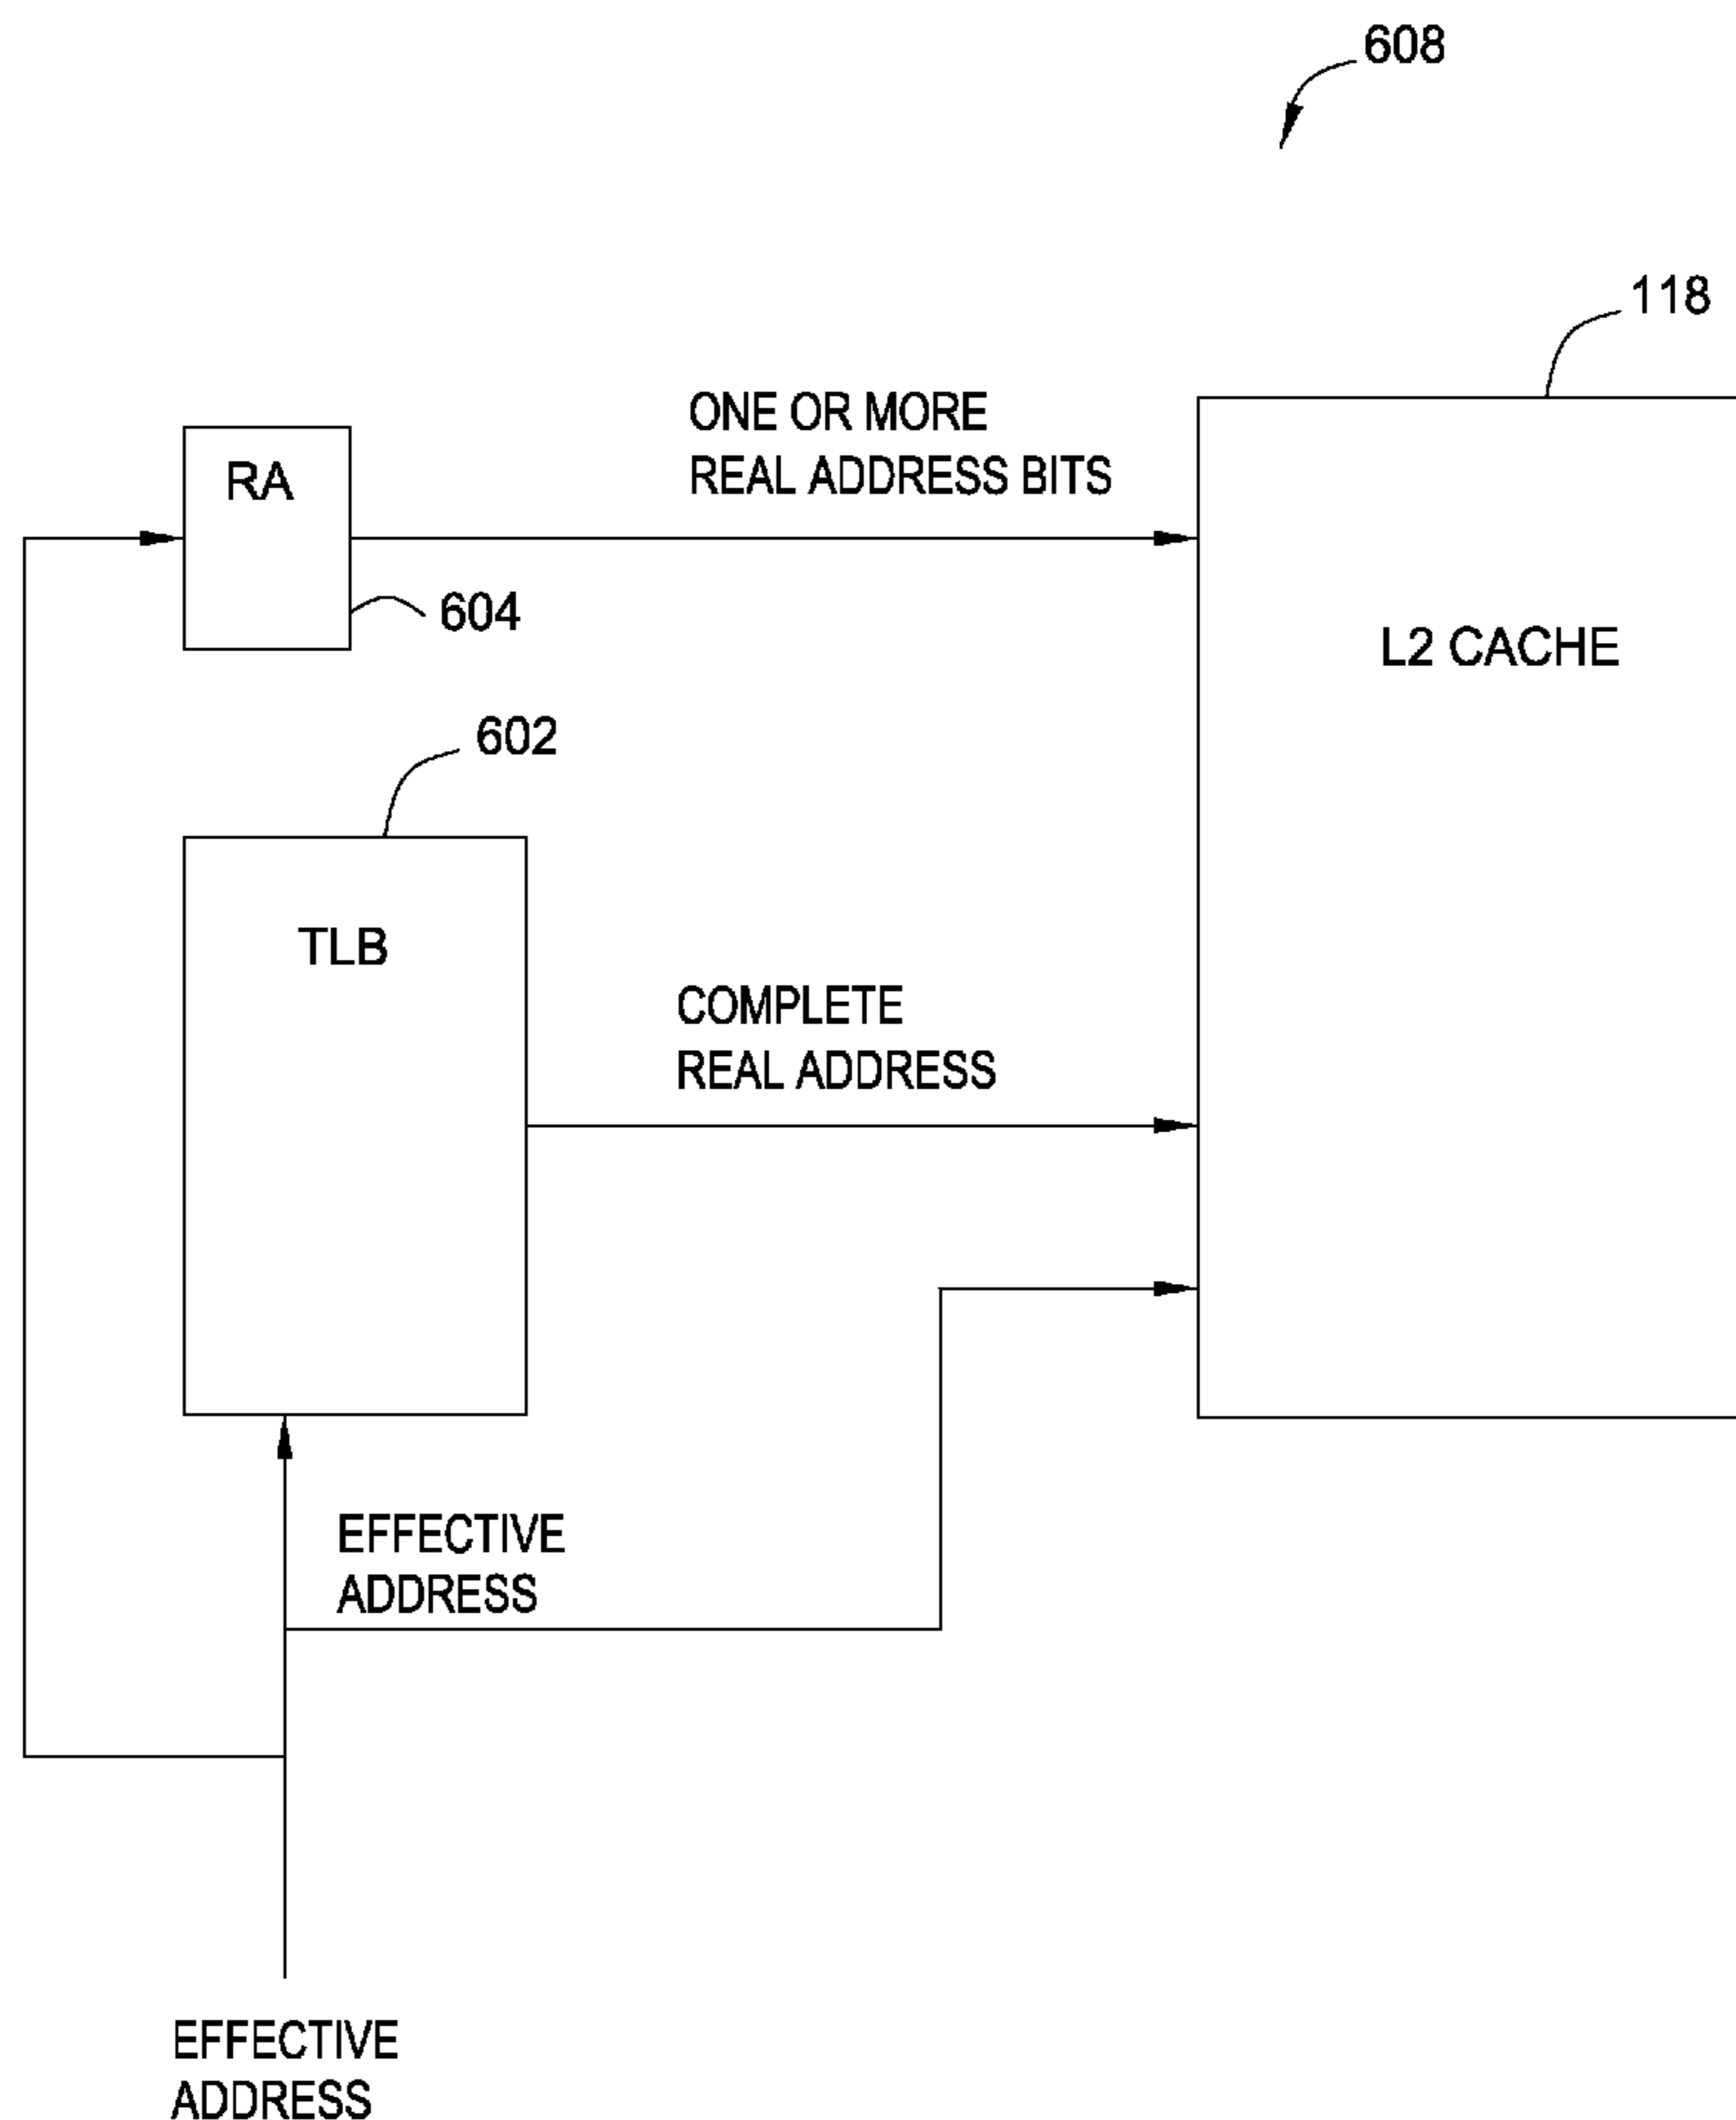 608
118
ONE OR MORE
REAL ADDRESS BITS
RA
604
L2 CACHE
602
TLB
COMPLETE
REAL ADDRESS
EFFECTIVE
ADDRESS
EFFECTIVE
ADDRESS